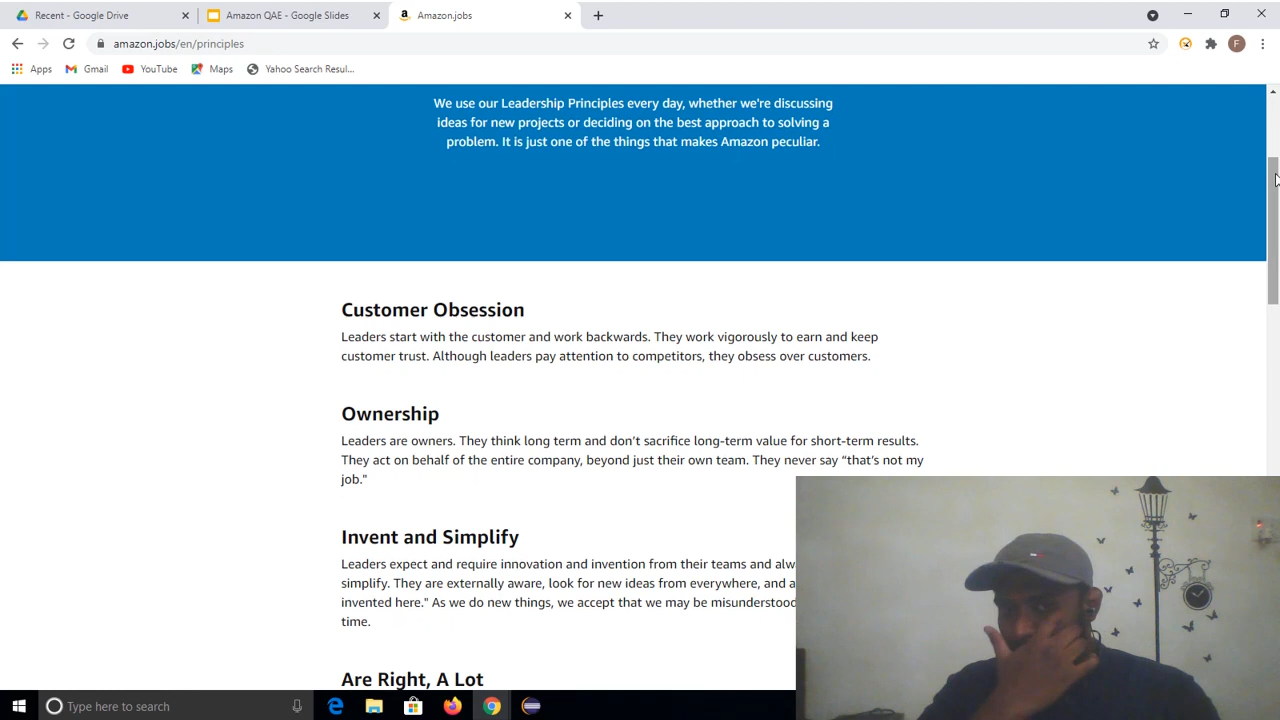 Recent - Google Drive
Amazon QAE - Google Slides
Amazon.jobs
amazon.jobs/en/principles
F
Apps
Gmail
YouTube
Maps
Yahoo Search Resul...
We use our Leadership Principles every day, whether we're discussing
ideas for new projects or deciding on the best approach to solving a
problem. It is just one of the things that makes Amazon peculiar.
Customer Obsession
Leaders start with the customer and work backwards. They work vigorously to earn and keep
customer trust. Although leaders pay attention to competitors, they obsess over customers.
Ownership
Leaders are owners. They think long term and don’t sacrifice long-term value for short-term results.
They act on behalf of the entire company, beyond just their own team. They never say “that’s not my
job."
Invent and Simplify
Leaders expect and require innovation and invention from their teams and alw
simplify. They are externally aware, look for new ideas from everywhere, and a
invented here." As we do new things, we accept that we may be misunderstood
time.
Are Right, A Lot
Type here to search